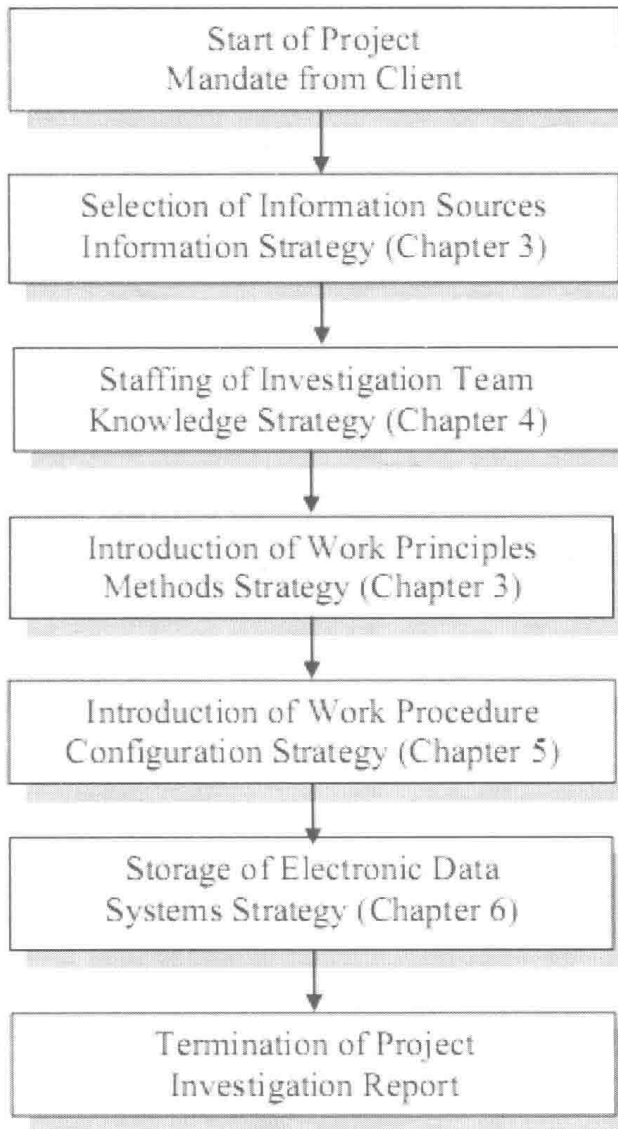 Start of Project
Mandate from Client
Selection of Information Sources
Information Strategy (Chapter 3)
Staffing of Investigation Team
Knowledge Strategy (Chapter 4)
Introduction of Work Principles
Methods Strategy (Chapter 3)
Introduction of Work Procedure
Configuration Strategy (Chapter 5)
Storage of Electronic Data
Systems Strategy (Chapter 6)
Termination of Project
Investigation Report